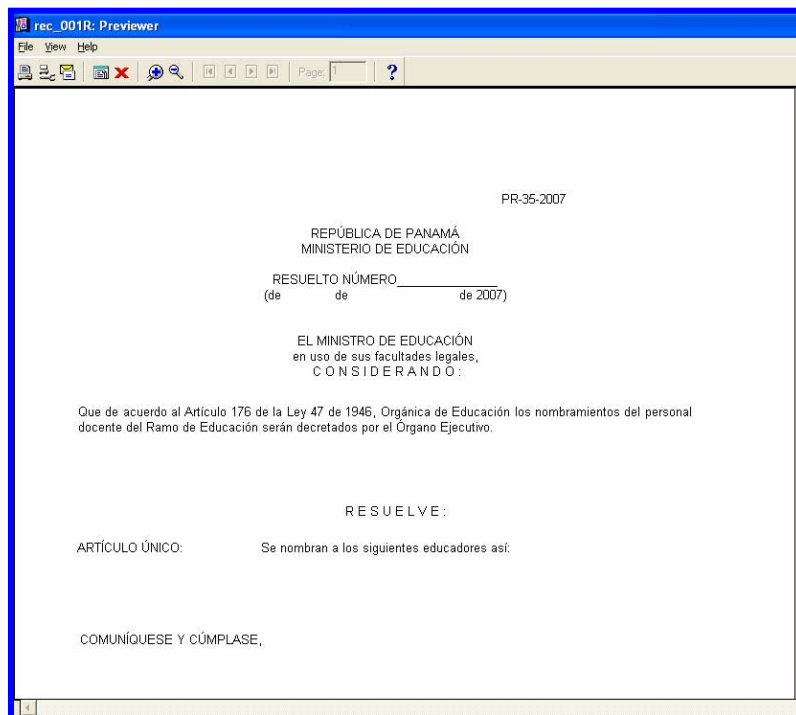 rec_001R: Previewer
File View Help
Page: 1 ?
PR-35-2007
REPÚBLICA DE PANAMÁ
MINISTERIO DE EDUCACIÓN
RESUELTO NÚMERO_______________
(de de de 2007)
EL MINISTRO DE EDUCACIÓN
en uso de sus facultades legales,
C O N S I D E R A N D O :
Que de acuerdo al Artículo 176 de la Ley 47 de 1946, Orgánica de Educación los nombramientos del personal
docente del Ramo de Educación serán decretados por el Órgano Ejecutivo.
R E S U E L V E :
ARTÍCULO ÚNICO: Se nombran a los siguientes educadores así:
COMUNÍQUESE Y CÚMPLASE,